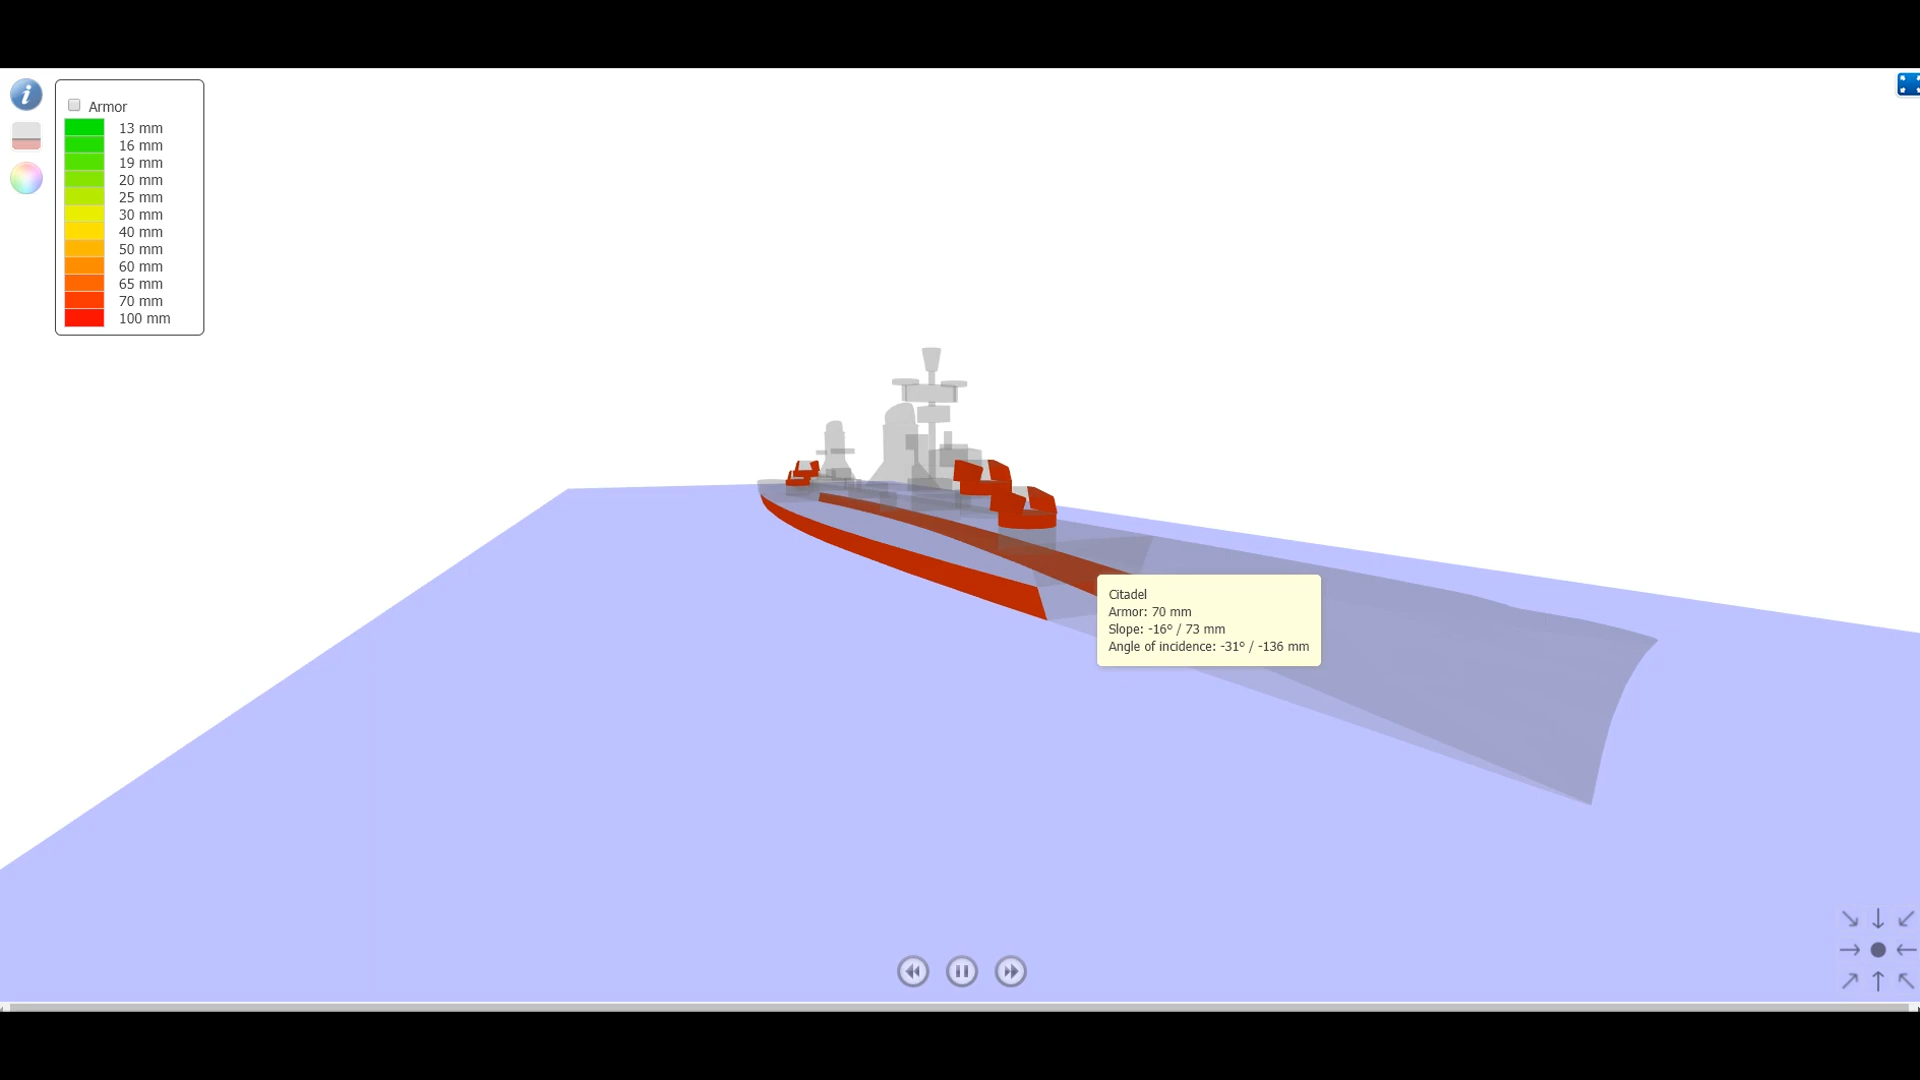 i
Armor
13 mm
16 mm
19 mm
20 mm
25 mm
30 mm
40 mm
50 mm
60 mm
65 mm
70 mm
100 mm
Citadel
Armor: 70 mm
Slope: -16° / 73 mm
Angle of incidence: -31° / -136 mm